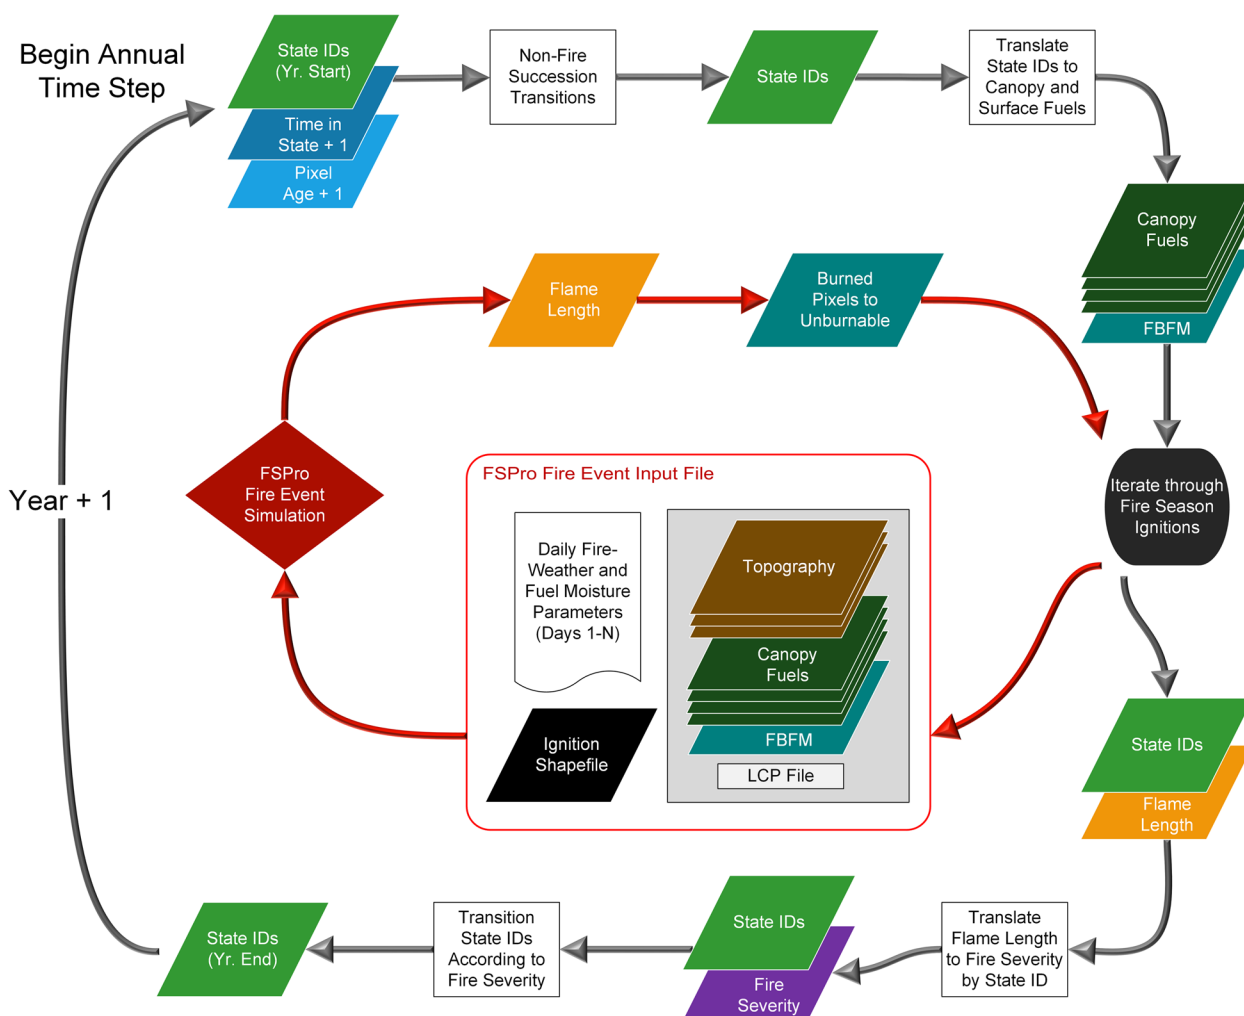 Begin Annual
Time Step
State IDs
(Yr. Start)
Time in
State + 1
Pixel
Age + 1
Non-Fire
Succession
Transitions
State IDs
Translate
State IDs to
Canopy and
Surface Fuels
Canopy
Fuels
FBFM
Flame
Length
Burned
Pixels to
Unburnable
Year + 1
FSPro
Fire Event
Simulation
FSPro Fire Event Input File
Daily Fire-
Weather and
Fuel Moisture
Parameters
(Days 1-N)
Topography
Canopy
Fuels
FBFM
LCP File
Ignition
Shapefile
Iterate through
Fire Season
Ignitions
State IDs
Flame
Length
Translate
Flame Length
to Fire Severity
by State ID
State IDs
Fire
Severity
Transition
State IDs
According to
Fire Severity
State IDs
(Yr. End)